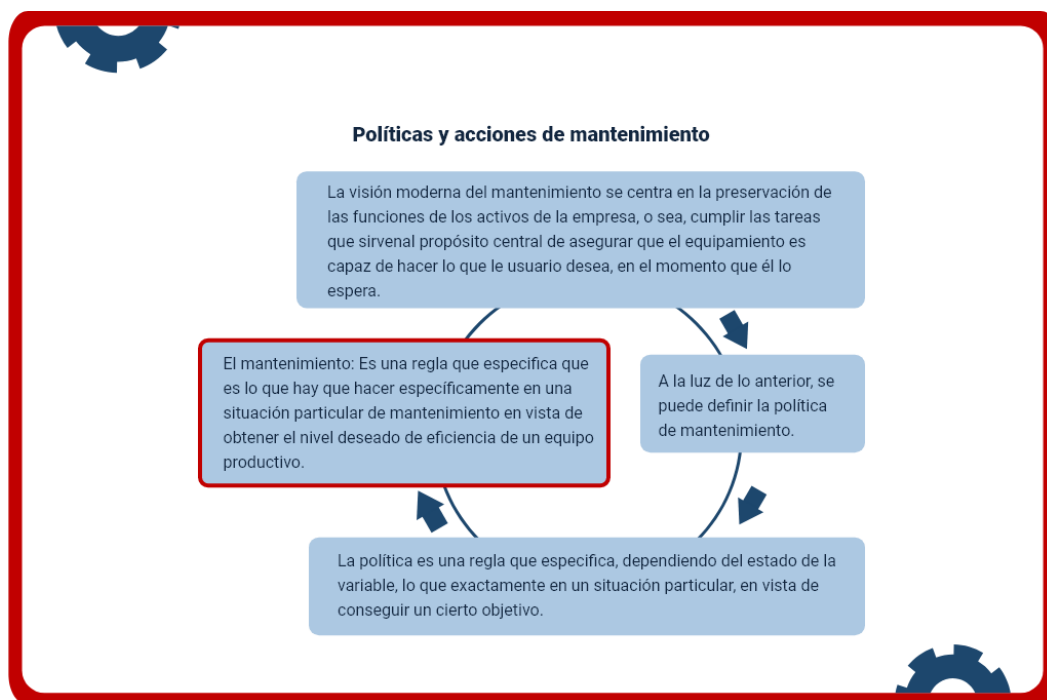 Políticas y acciones de mantenimiento
La visión moderna del mantenimiento se centra en la preservación de
las funciones de los activos de la empresa, o sea, cumplir las tareas
que sirvenal propósito central de asegurar que el equipamiento es
capaz de hacer lo que le usuario desea, en el momento que él lo
espera.
A la luz de lo anterior, se
puede definir la política
de mantenimiento.
La política es una regla que especifica, dependiendo del estado de la
variable, lo que exactamente en un situación particular, en vista de
conseguir un cierto objetivo.
El mantenimiento: Es una regla que especifica que
es lo que hay que hacer específicamente en una
situación particular de mantenimiento en vista de
obtener el nivel deseado de eficiencia de un equipo
productivo.